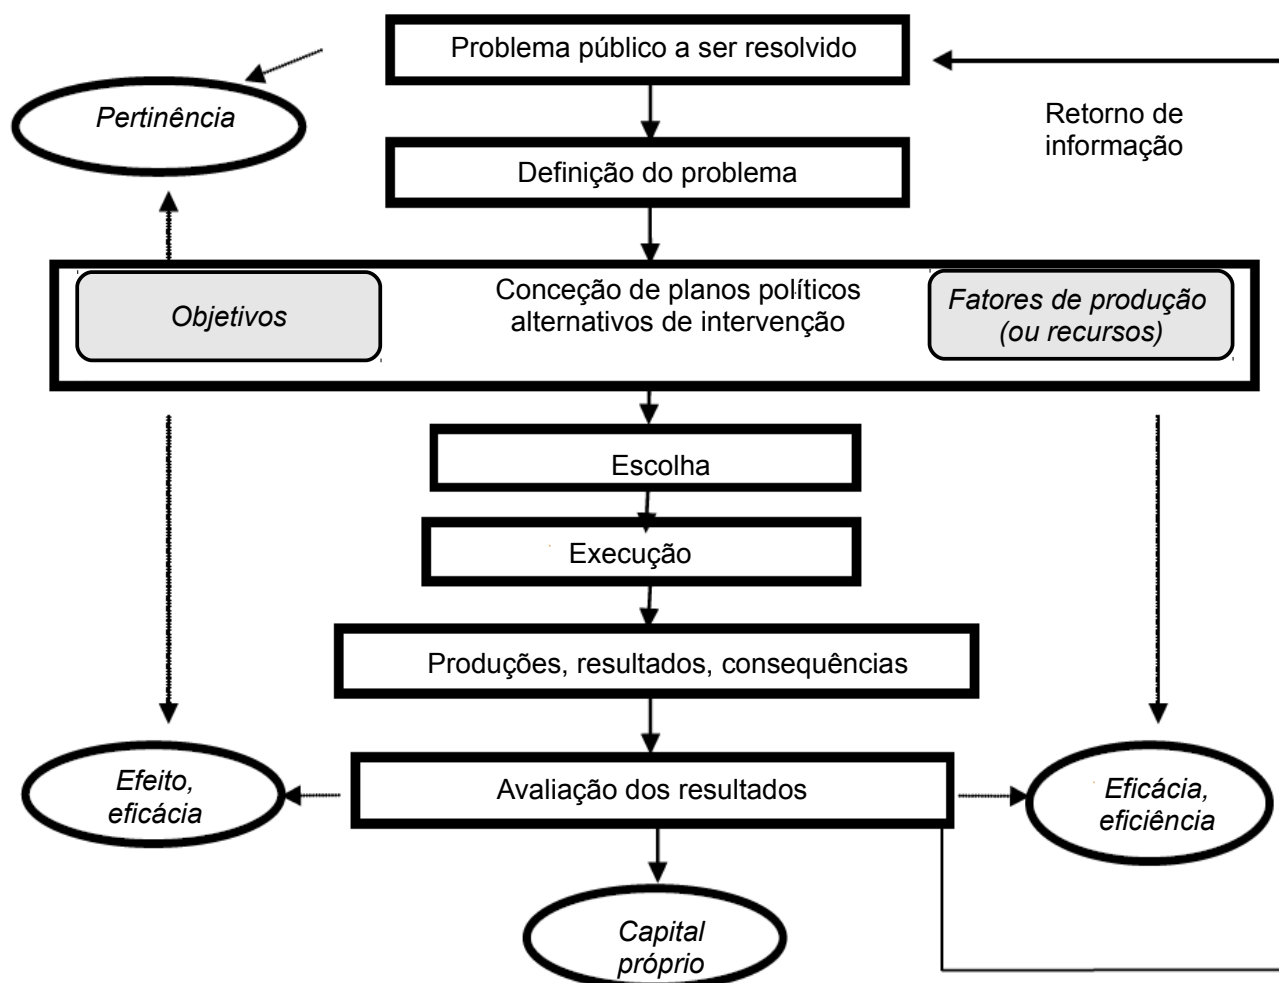 Problema público a ser resolvido
Pertinência
Retorno de
informação
Definição do problema
Objetivos
Conceção de planos políticos
alternativos de intervenção
Fatores de produção
(ou recursos)
Escolha
Execução
Produções, resultados, consequências
Efeito,
eficácia
Avaliação dos resultados
Eficácia,
eficiência
Capital
próprio